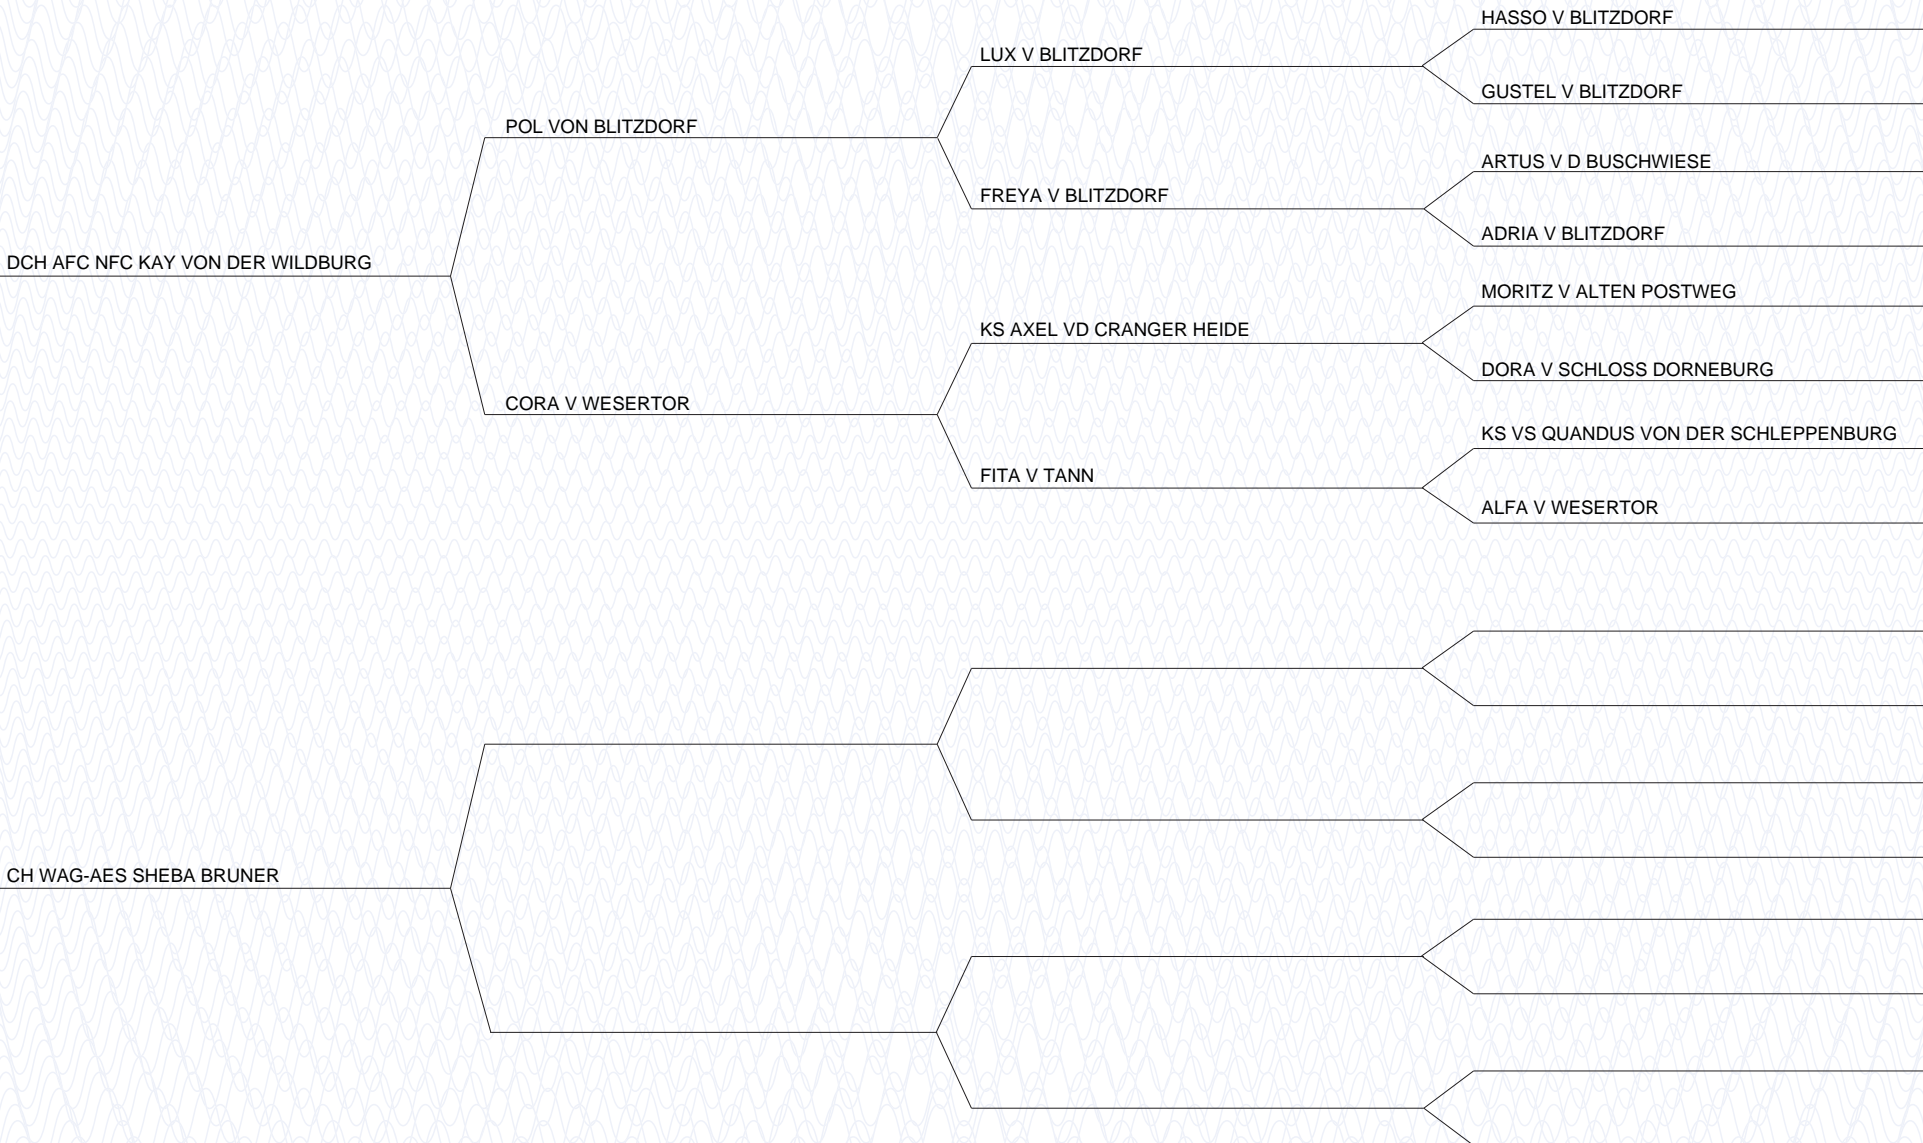 HASSO V BLITZDORF
LUX V BLITZDORF
GUSTEL V BLITZDORF
POL VON BLITZDORF
ARTUS V D BUSCHWIESE
FREYA V BLITZDORF
ADRIA V BLITZDORF
DCH AFC NFC KAY VON DER WILDBURG
MORITZ V ALTEN POSTWEG
KS AXEL VD CRANGER HEIDE
DORA V SCHLOSS DORNEBURG
CORA V WESERTOR
KS VS QUANDUS VON DER SCHLEPPENBURG
FITA V TANN
ALFA V WESERTOR
CH WAG-AES SHEBA BRUNER